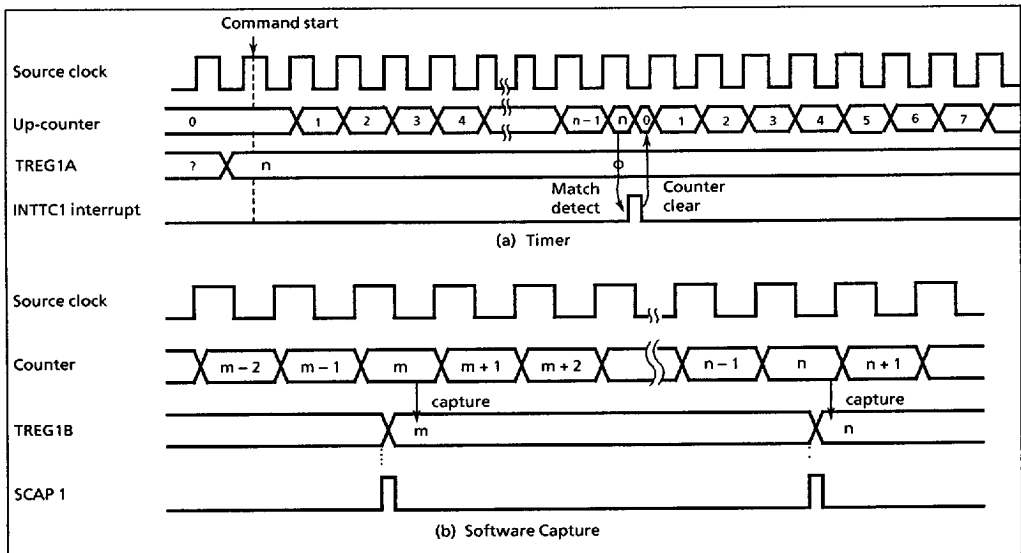 Command start
Source clock
Up-counter
0 1 2 3 4 n-1 n 0 1 2 3 4 5 6 7
TREG1A
? n
INTTC1 interrupt
Match detect
Counter clear
(a) Timer
Source clock
Counter
m-2 m-1 m m+1 m+2 n-1 n n+1
capture
capture
TREG1B
m n
SCAP 1
(b) Software Capture